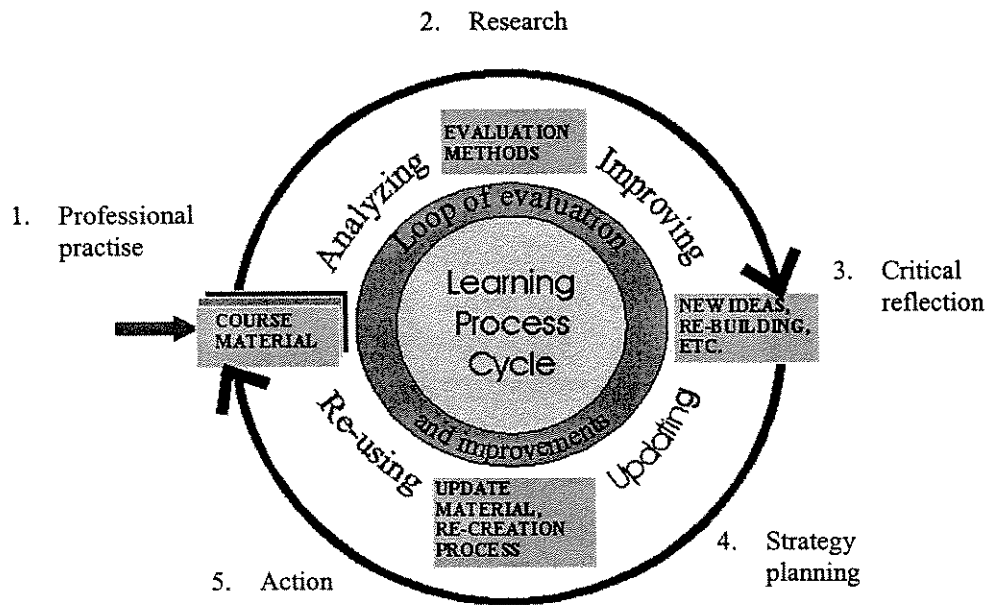 2. Research
EVALUATION
METHODS
Analyzing
Improving
1. Professional
practise
Loop of evaluation
3. Critical
reflection
Learning
Process
Cycle
COURSE
MATERIAL
NEW IDEAS,
RE-BUILDING,
ETC.
Re-using
and improvements
Updating
UPDATE
MATERIAL,
RE-CREATION
PROCESS
4. Strategy
planning
5. Action